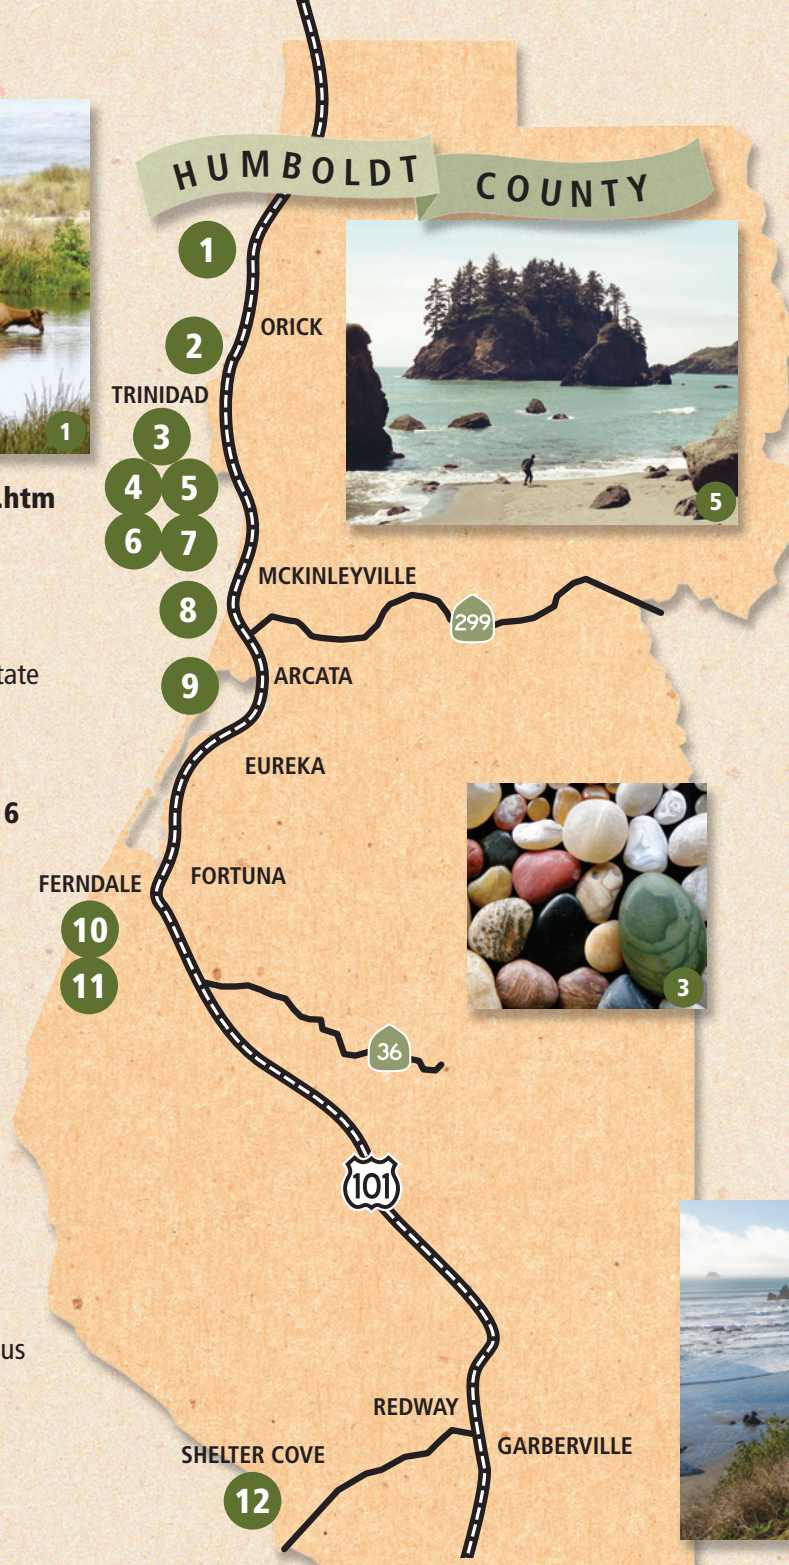 HUMBOLDT COUNTY
1
ORICK
2
TRINIDAD
1
3
4 5
.htm
5
6 7
MCKINLEYVILLE
8
299
tate
9
ARCATA
EUREKA
6
FERNDALE
FORTUNA
10
11
3
36
101
us
REDWAY
GARBERVILLE
SHELTER COVE
12